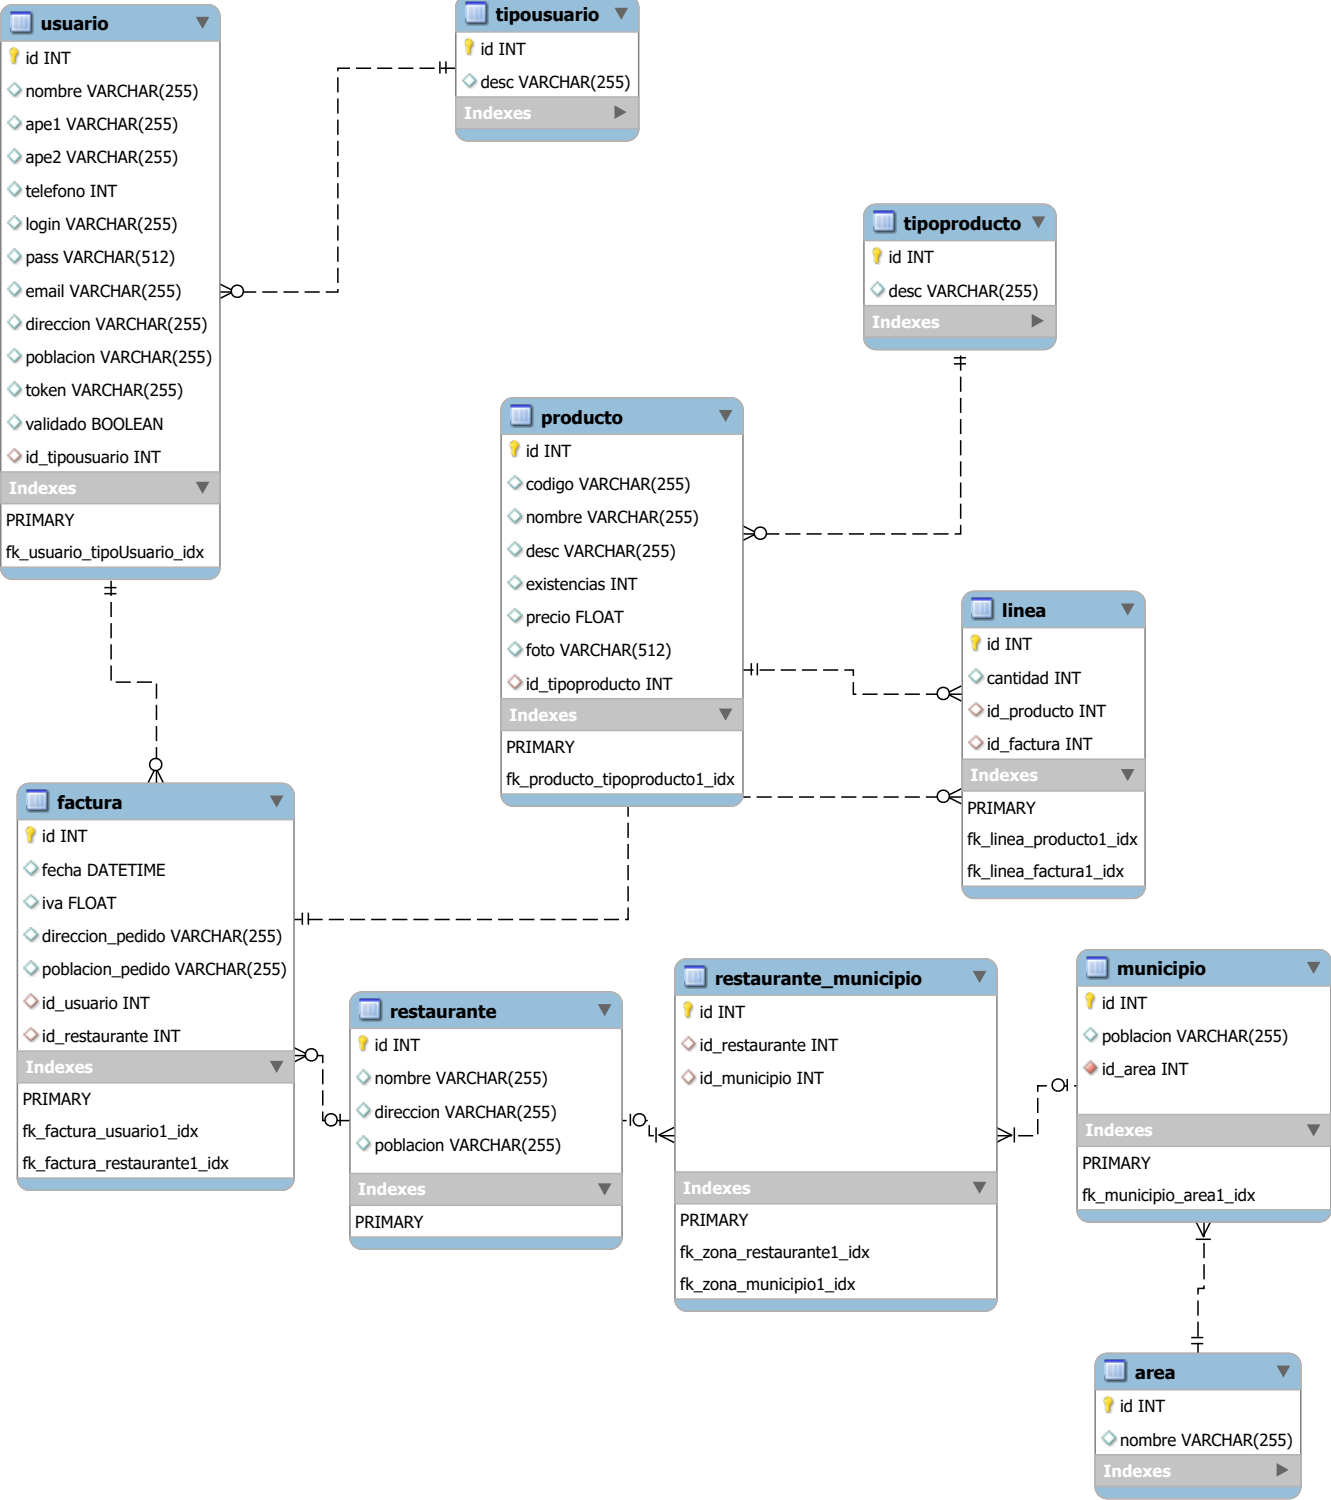 usuario
id INT
nombre VARCHAR(255)
ape1 VARCHAR(255)
ape2 VARCHAR(255)
telefono INT
login VARCHAR(255)
pass VARCHAR(512)
email VARCHAR(255)
direccion VARCHAR(255)
poblacion VARCHAR(255)
token VARCHAR(255)
validado BOOLEAN
id_tipousuario INT
Indexes
PRIMARY
fk_usuario_tipoUsuario_idx
tipousuario
id INT
desc VARCHAR(255)
Indexes
tipoproducto
id INT
desc VARCHAR(255)
Indexes
producto
id INT
codigo VARCHAR(255)
nombre VARCHAR(255)
desc VARCHAR(255)
existencias INT
precio FLOAT
foto VARCHAR(512)
id_tipoproducto INT
Indexes
PRIMARY
fk_producto_tipoproducto1_idx
linea
id INT
cantidad INT
id_producto INT
id_factura INT
Indexes
PRIMARY
fk_linea_producto1_idx
fk_linea_factura1_idx
factura
id INT
fecha DATETIME
iva FLOAT
direccion_pedido VARCHAR(255)
poblacion_pedido VARCHAR(255)
id_usuario INT
id_restaurante INT
Indexes
PRIMARY
fk_factura_usuario1_idx
fk_factura_restaurante1_idx
restaurante
id INT
nombre VARCHAR(255)
direccion VARCHAR(255)
poblacion VARCHAR(255)
Indexes
PRIMARY
restaurante_municipio
id INT
id_restaurante INT
id_municipio INT
Indexes
PRIMARY
fk_zona_restaurante1_idx
fk_zona_municipio1_idx
municipio
id INT
poblacion VARCHAR(255)
id_area INT
Indexes
PRIMARY
fk_municipio_area1_idx
area
id INT
nombre VARCHAR(255)
Indexes